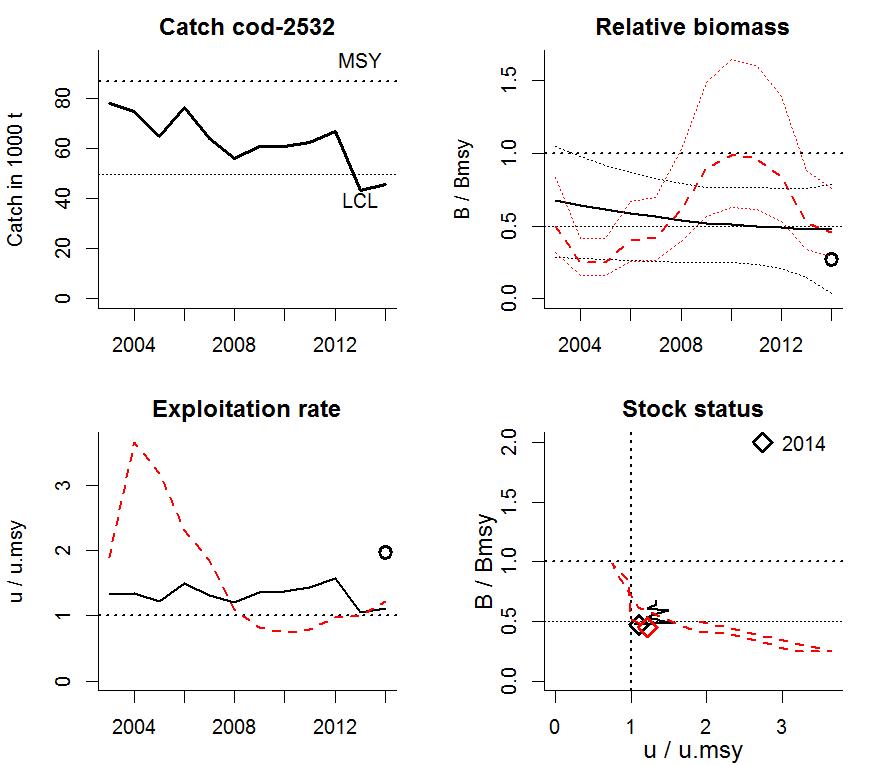 Catch cod-2532
MSY
LCL
Catch in 1000 t
0
20
40
60
80
2004
2008
2012
Relative biomass
B / Bmsy
0.0
0.5
1.0
1.5
2004
2008
2012
Exploitation rate
u / u.msy
0
1
2
3
2004
2008
2012
Stock status
2014
B / Bmsy
0.0
0.5
1.0
1.5
2.0
0
1
2
3
u / u.msy